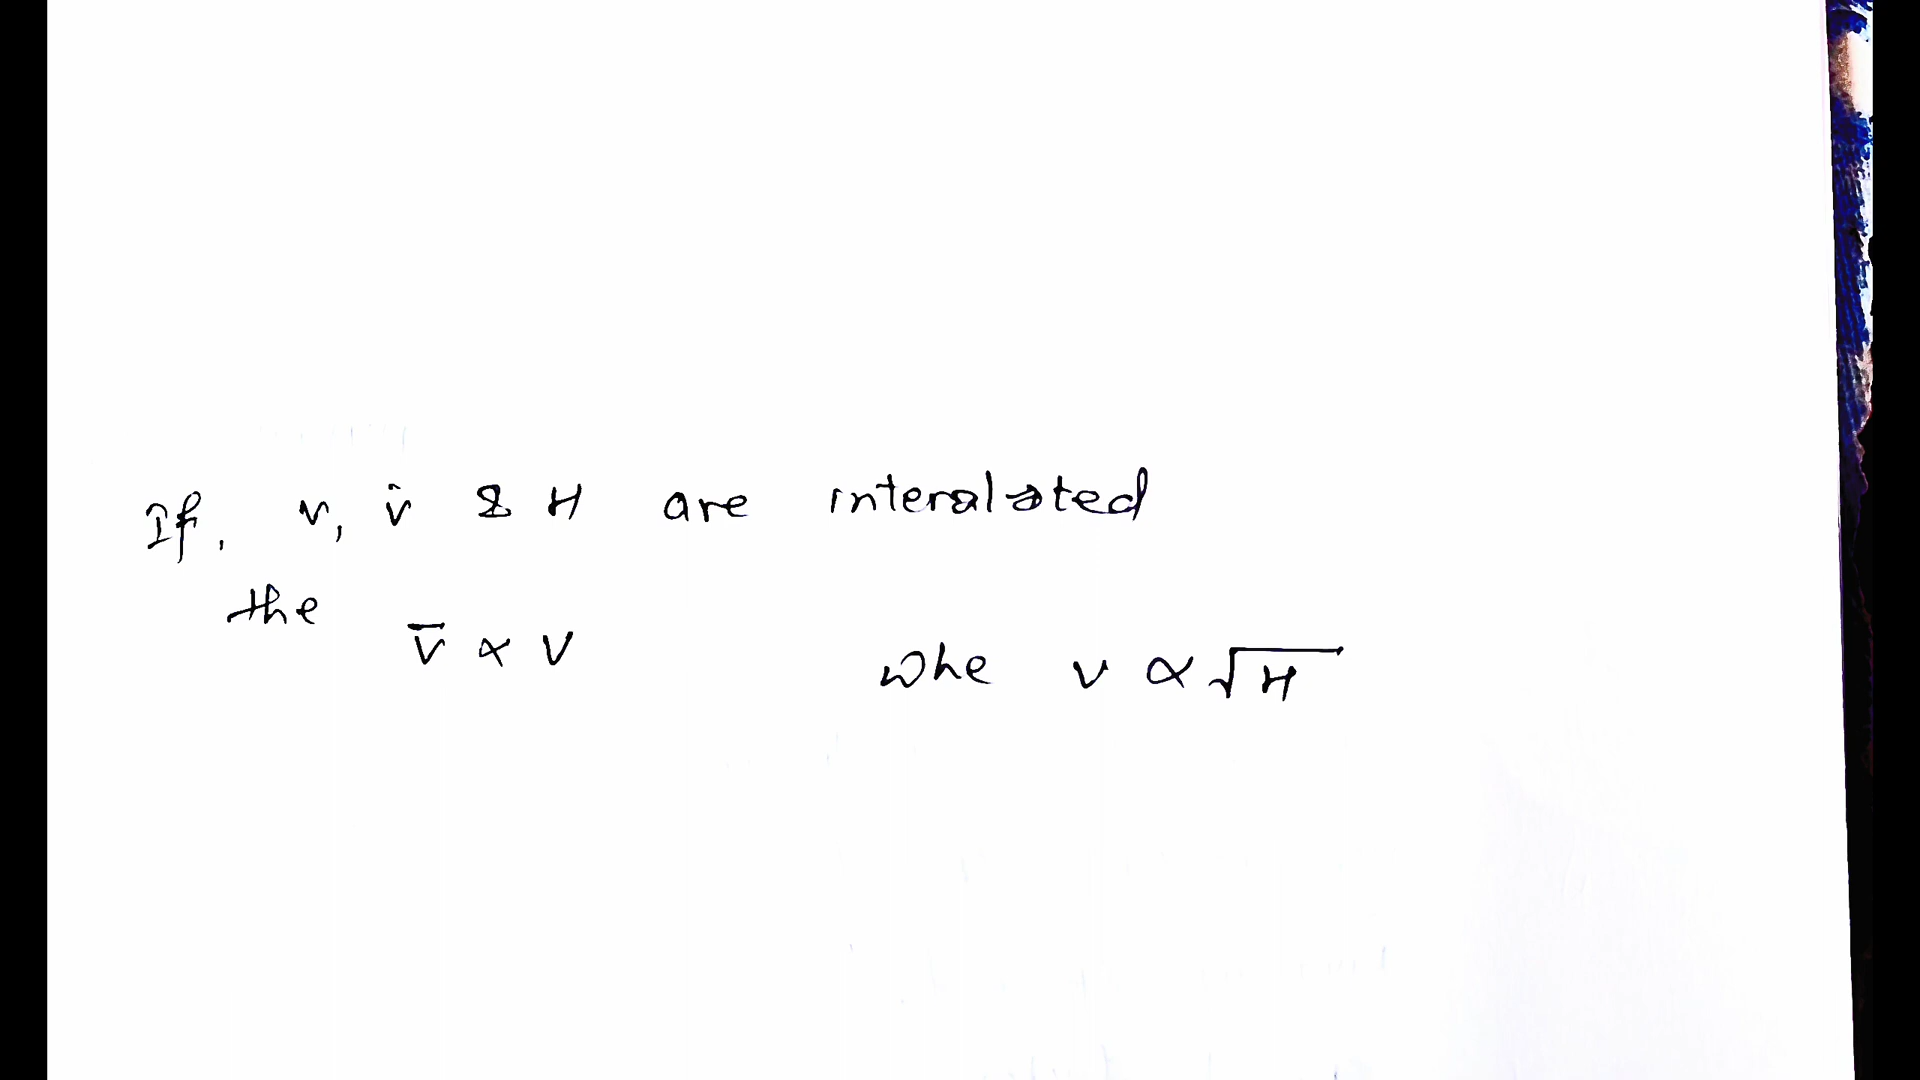 If, v, v̇ & H are interalated
the v̅ ∝ V whe v ∝ √H